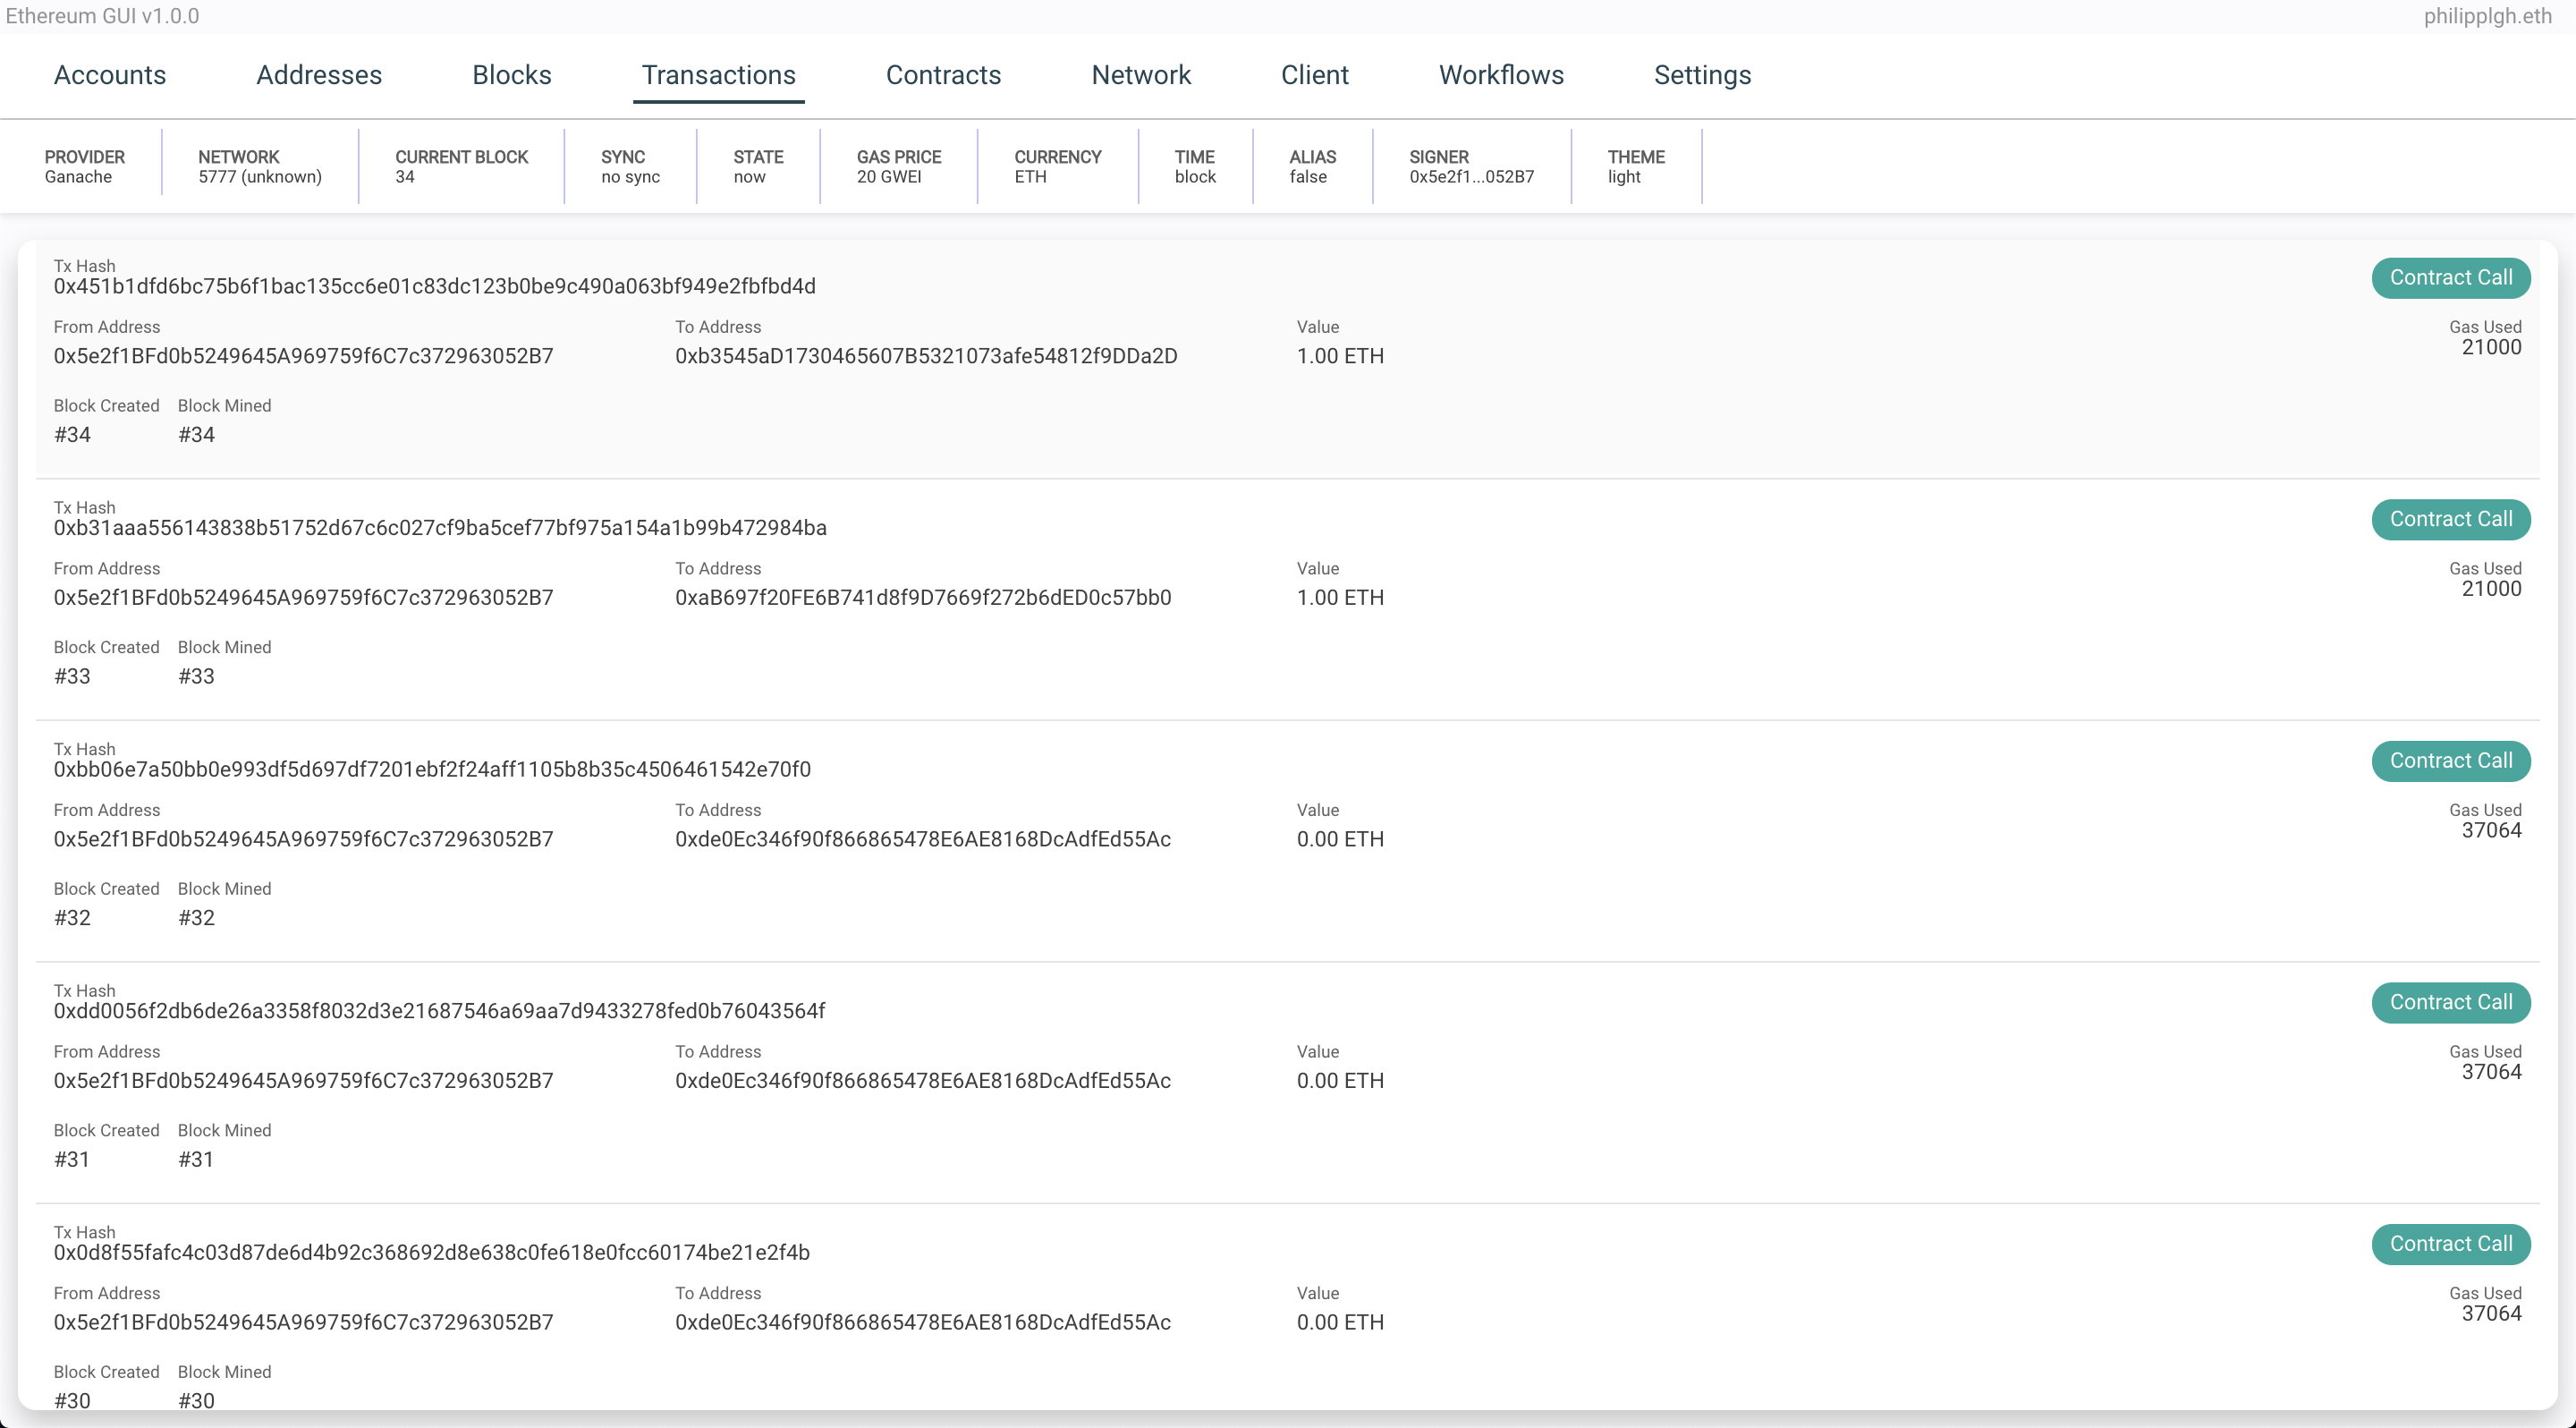 Ethereum GUI v1.0.0 philipplgh.eth
Accounts Addresses Blocks Transactions Contracts Network Client Workflows Settings
PROVIDER NETWORK CURRENT BLOCK SYNC STATE GAS PRICE CURRENCY TIME ALIAS SIGNER THEME
Ganache 5777 (unknown) 34 no sync now 20 GWEI ETH block false 0x5e2f1...052B7 light
Tx Hash
0x451b1dfd6bc75b6f1bac135cc6e01c83dc123b0be9c490a063bf949e2fbfbd4d Contract Call
From Address To Address Value Gas Used
0x5e2f1BFd0b5249645A969759f6C7c372963052B7 0xb3545aD1730465607B5321073afe54812f9DDa2D 1.00 ETH 21000
Block Created Block Mined
#34 #34
Tx Hash
0xb31aaa556143838b51752d67c6c027cf9ba5cef77bf975a154a1b99b472984ba Contract Call
From Address To Address Value Gas Used
0x5e2f1BFd0b5249645A969759f6C7c372963052B7 0xaB697f20FE6B741d8f9D7669f272b6dED0c57bb0 1.00 ETH 21000
Block Created Block Mined
#33 #33
Tx Hash
0xbb06e7a50bb0e993df5d697df7201ebf2f24aff1105b8b35c4506461542e70f0 Contract Call
From Address To Address Value Gas Used
0x5e2f1BFd0b5249645A969759f6C7c372963052B7 0xde0Ec346f90f866865478E6AE8168DcAdfEd55Ac 0.00 ETH 37064
Block Created Block Mined
#32 #32
Tx Hash
0xdd0056f2db6de26a3358f8032d3e21687546a69aa7d9433278fed0b76043564f Contract Call
From Address To Address Value Gas Used
0x5e2f1BFd0b5249645A969759f6C7c372963052B7 0xde0Ec346f90f866865478E6AE8168DcAdfEd55Ac 0.00 ETH 37064
Block Created Block Mined
#31 #31
Tx Hash
0x0d8f55fafc4c03d87de6d4b92c368692d8e638c0fe618e0fcc60174be21e2f4b Contract Call
From Address To Address Value Gas Used
0x5e2f1BFd0b5249645A969759f6C7c372963052B7 0xde0Ec346f90f866865478E6AE8168DcAdfEd55Ac 0.00 ETH 37064
Block Created Block Mined
#30 #30